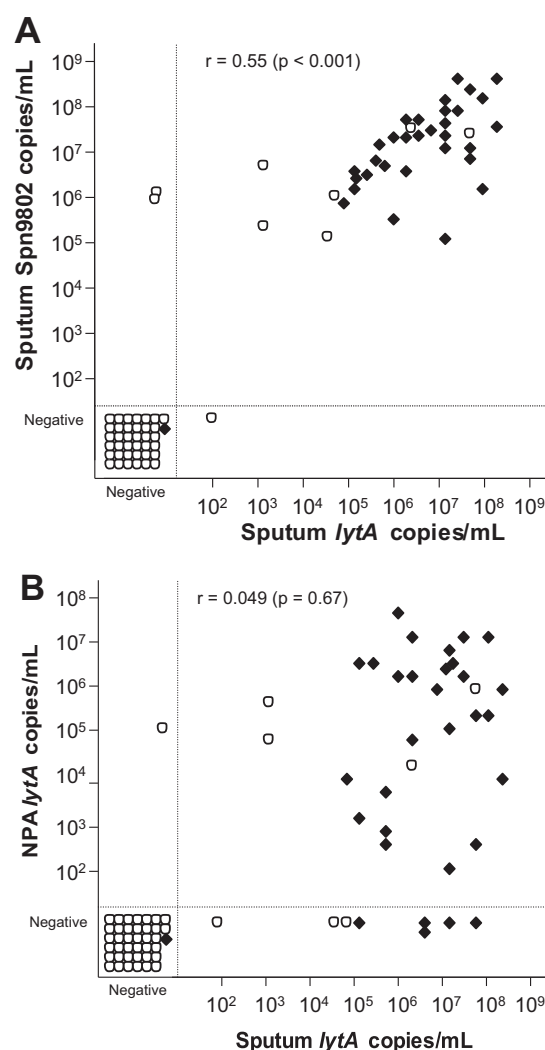 A
r = 0.55 (p < 0.001)
Sputum Spn9802 copies/mL
10⁹
10⁸
10⁷
10⁶
10⁵
10⁴
10³
10²
Negative
Negative
10² 10³ 10⁴ 10⁵ 10⁶ 10⁷ 10⁸ 10⁹
Sputum lytA copies/mL
B
r = 0.049 (p = 0.67)
NPA lytA copies/mL
10⁸
10⁷
10⁶
10⁵
10⁴
10³
10²
Negative
Negative
10² 10³ 10⁴ 10⁵ 10⁶ 10⁷ 10⁸ 10⁹
Sputum lytA copies/mL